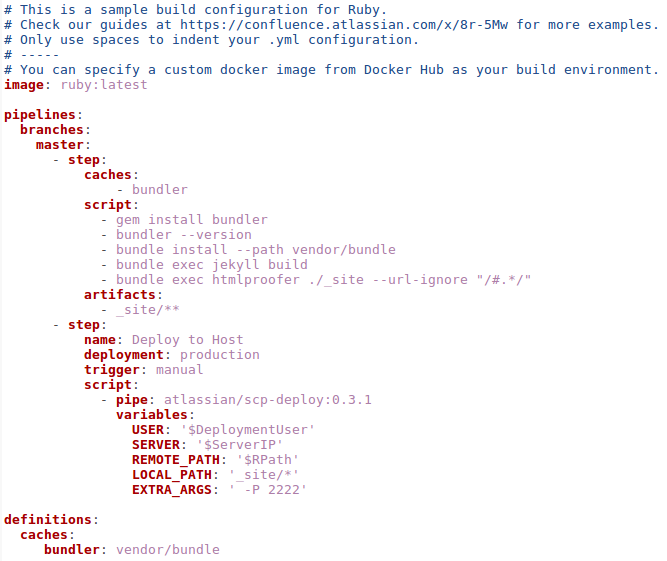 # This is a sample build configuration for Ruby.
# Check our guides at https://confluence.atlassian.com/x/8r-5Mw for more examples.
# Only use spaces to indent your .yml configuration.
# -----
# You can specify a custom docker image from Docker Hub as your build environment.
image: ruby:latest

pipelines:
  branches:
    master:
      - step:
          caches:
              - bundler
          script:
            - gem install bundler
            - bundler --version
            - bundle install --path vendor/bundle
            - bundle exec jekyll build
            - bundle exec htmlproofer ./_site --url-ignore "/#.*/"
          artifacts:
            - _site/**
      - step:
          name: Deploy to Host
          deployment: production
          trigger: manual
          script:
            - pipe: atlassian/scp-deploy:0.3.1
              variables:
                USER: '$DeploymentUser'
                SERVER: '$ServerIP'
                REMOTE_PATH: '$RPath'
                LOCAL_PATH: '_site/*'
                EXTRA_ARGS: ' -P 2222'

definitions:
  caches:
     bundler: vendor/bundle